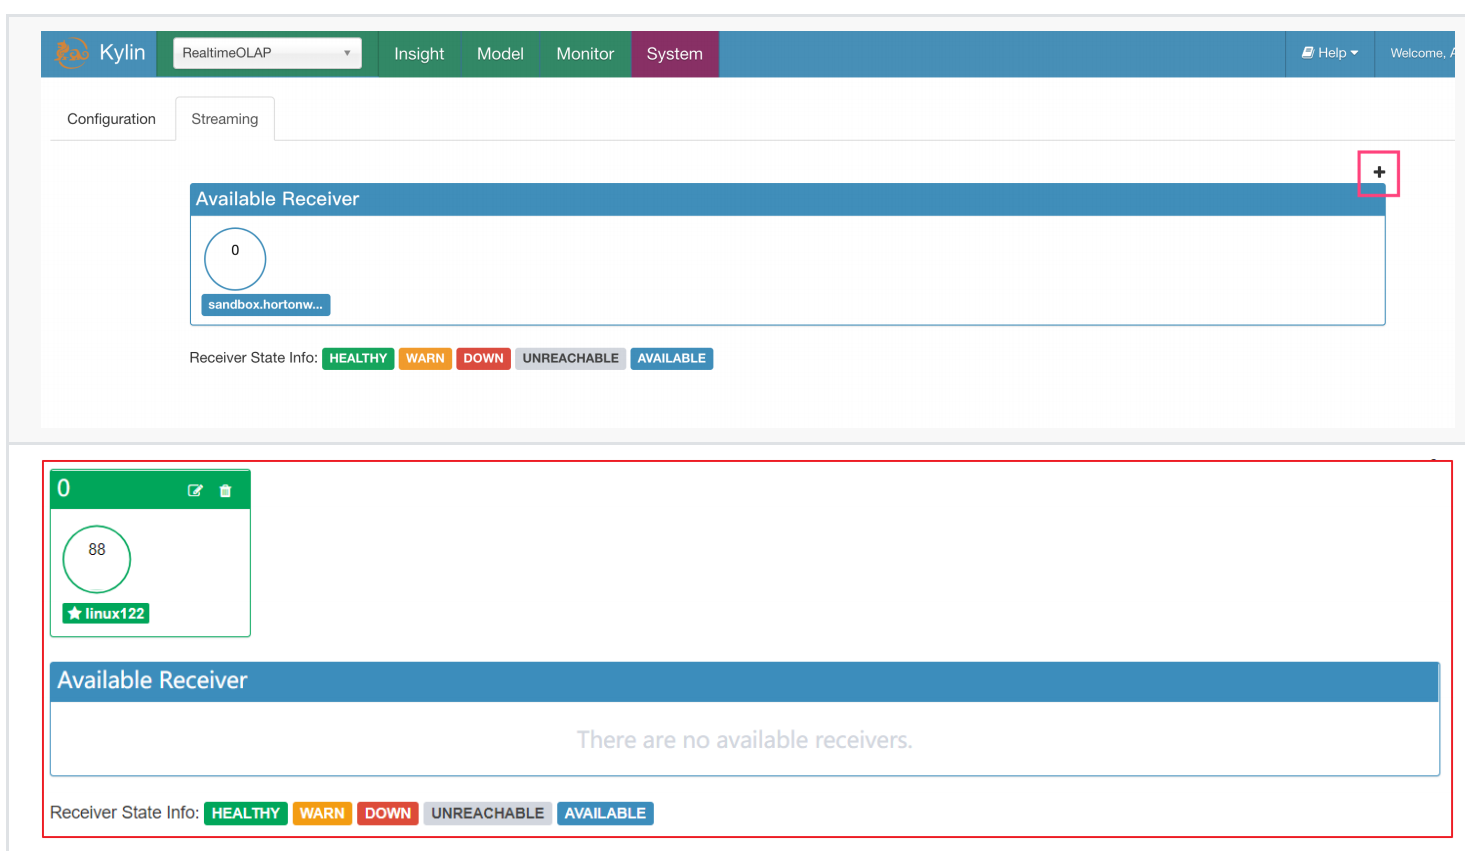 Kylin RealtimeOLAP Insight Model Monitor System Help Welcome, A
Configuration Streaming
+
Available Receiver
0
sandbox.hortonw...
Receiver State Info: HEALTHY WARN DOWN UNREACHABLE AVAILABLE
0
88
linux122
Available Receiver
There are no available receivers.
Receiver State Info: HEALTHY WARN DOWN UNREACHABLE AVAILABLE